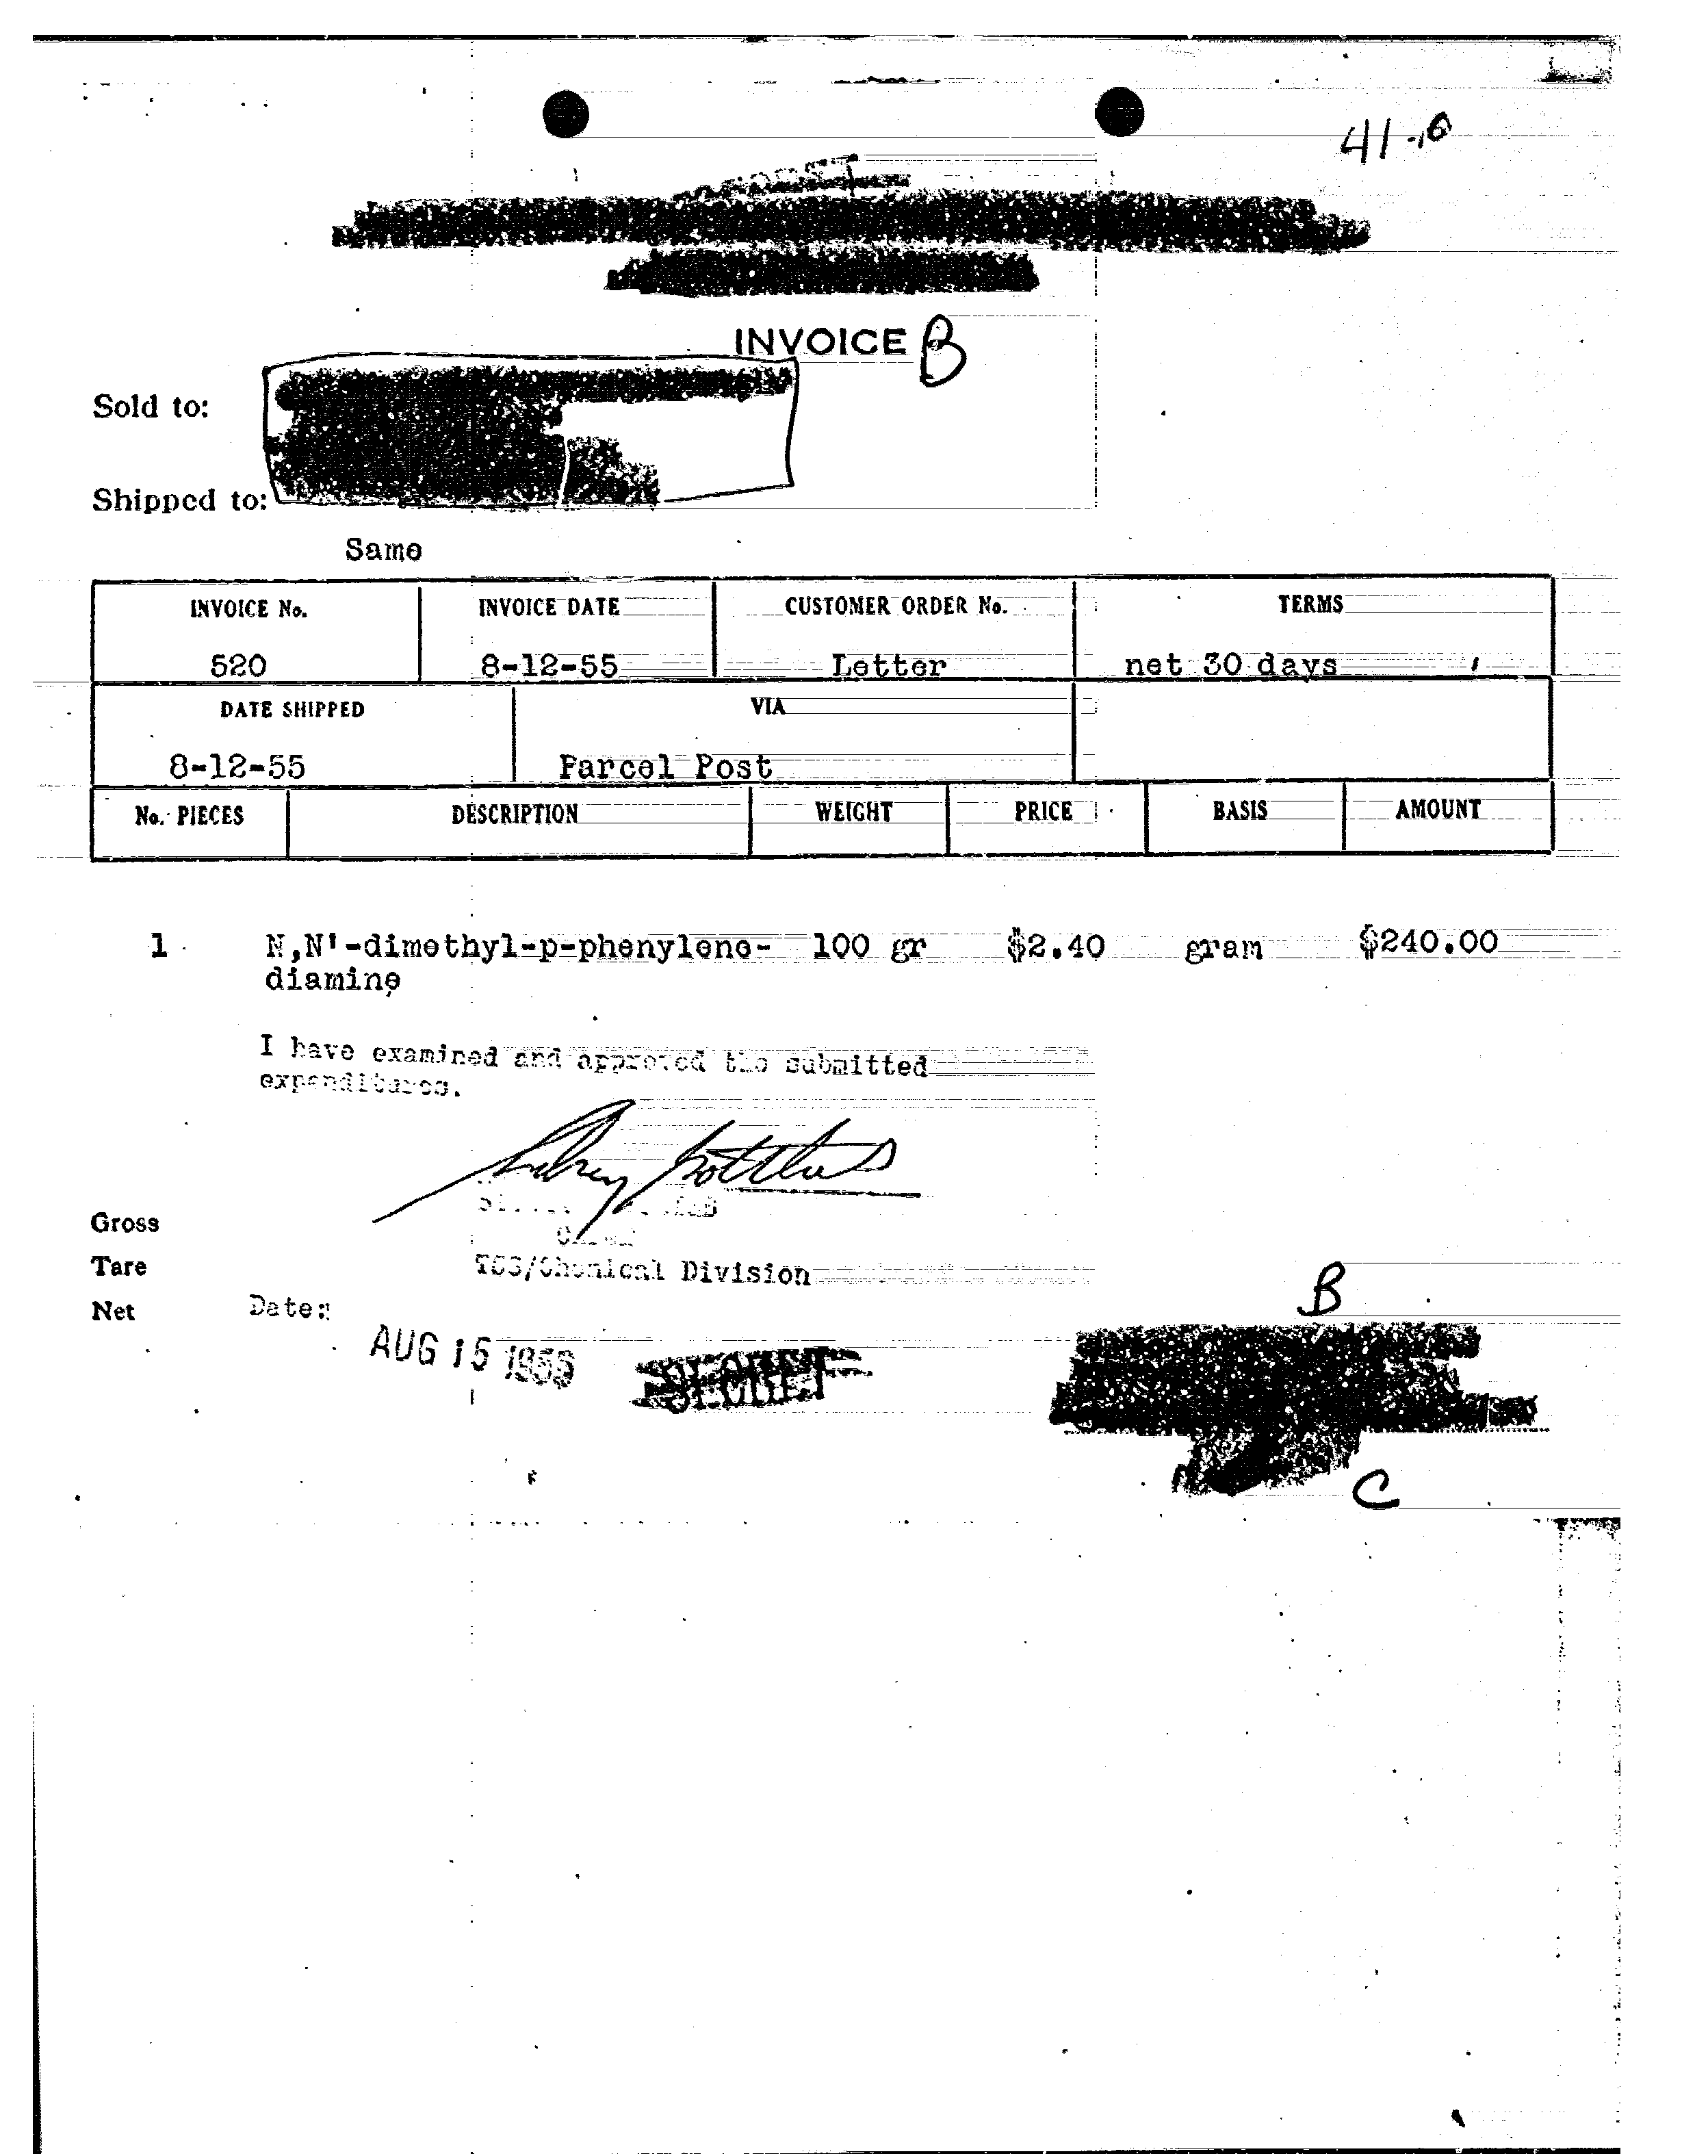 41-10
INVOICE B
Sold to:
Shipped to:
Same
INVOICE No. INVOICE DATE CUSTOMER ORDER No. TERMS
520 8-12-55 Letter net 30 days
DATE SHIPPED VIA
8-12-55 Parcel Post
No. PIECES DESCRIPTION WEIGHT PRICE BASIS AMOUNT
1 N,N'-dimethyl-p-phenylene- 100 gr $2.40 gram $240.00
diamine
I have examined and approved the submitted
expenditures.
Sidney Gottlieb
Gross
Chief
Tare TSS/Chemical Division
B
Net Date:
AUG 15 1955 SECRET
C